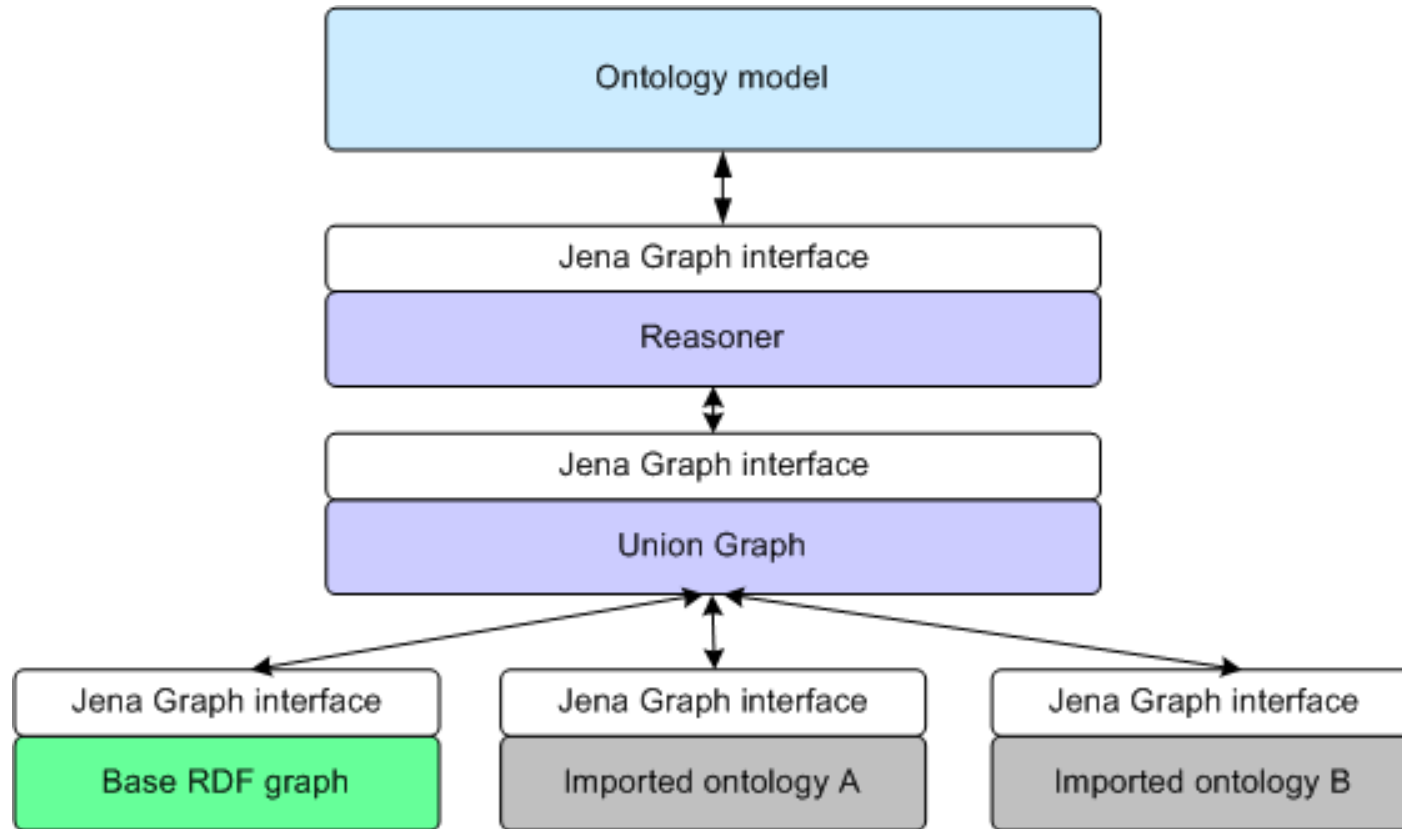 Ontology model
Jena Graph interface
Reasoner
Jena Graph interface
Union Graph
Jena Graph interface
Base RDF graph
Jena Graph interface
Imported ontology A
Jena Graph interface
Imported ontology B